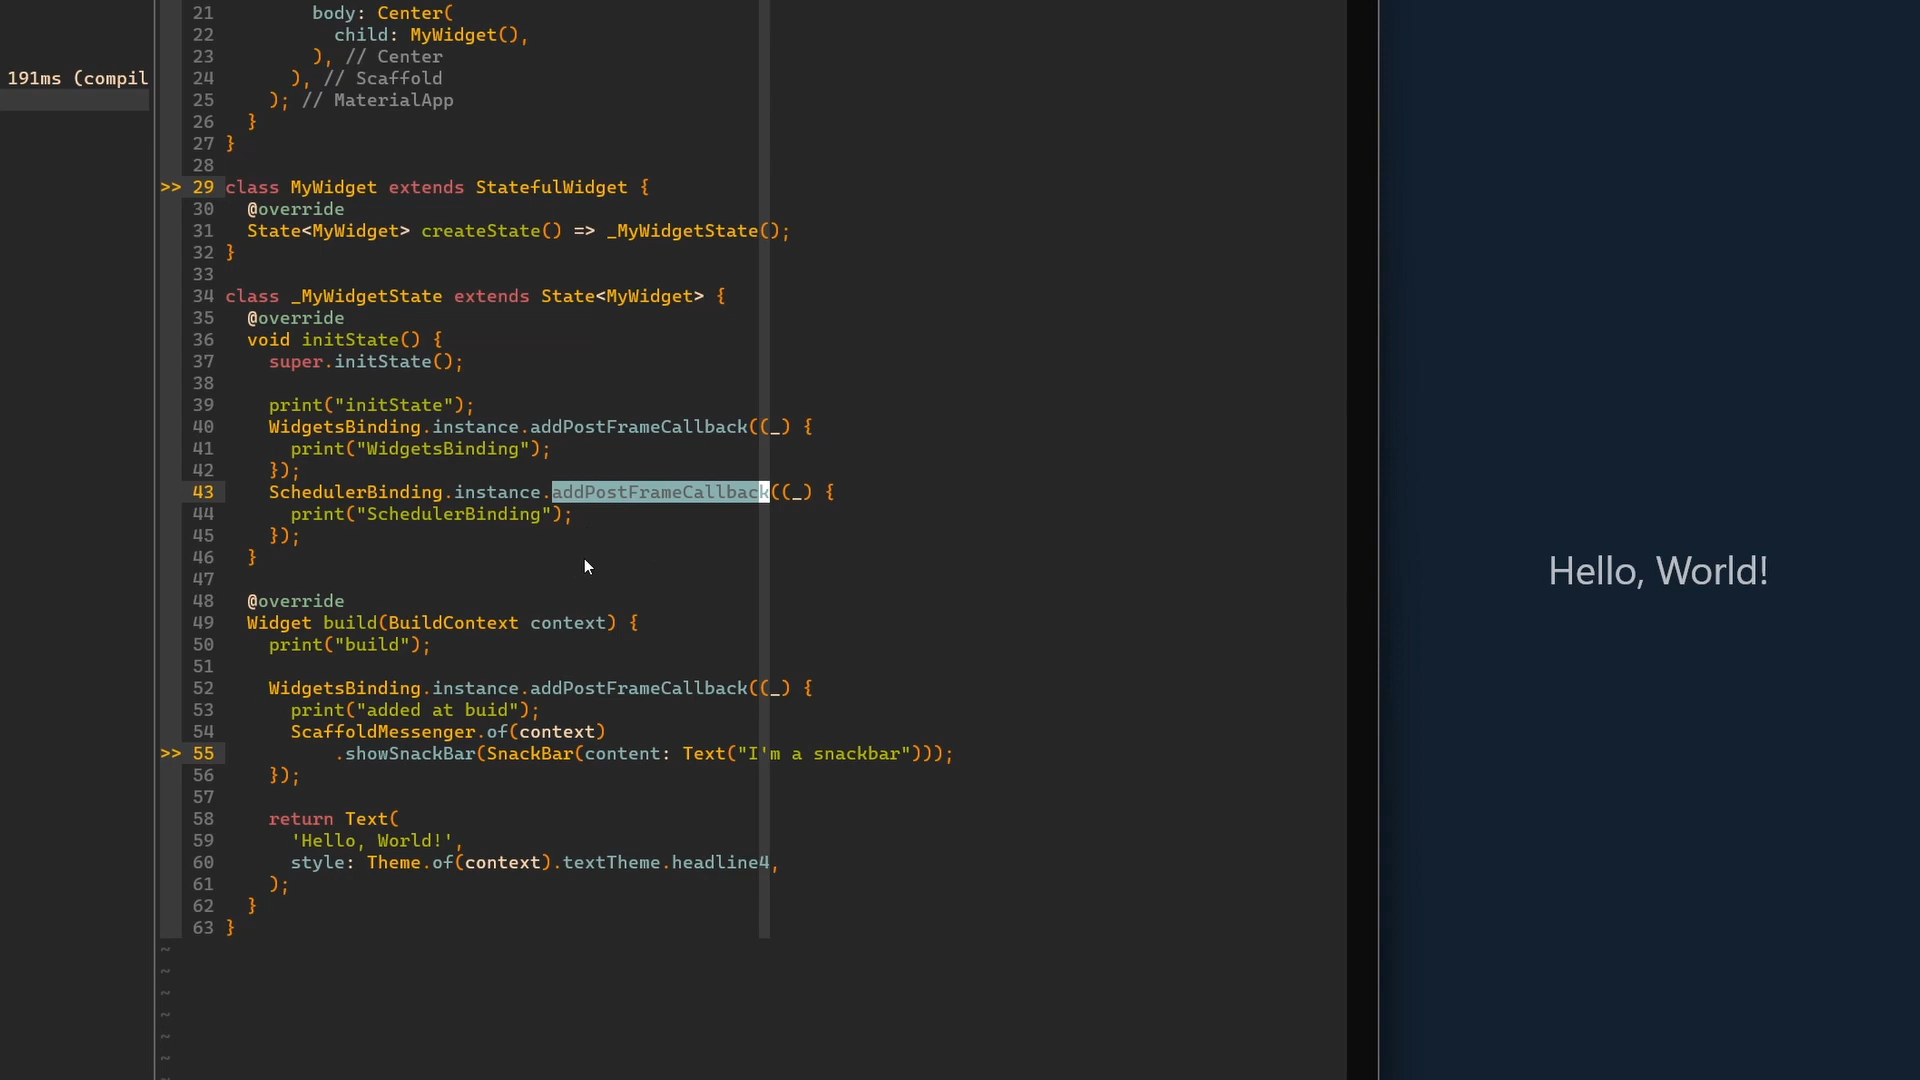 21         body: Center(
22           child: MyWidget(),
191ms (compil
23         ), // Center
24       ), // Scaffold
25     ); // MaterialApp
26   }
27 }
28
>> 29 class MyWidget extends StatefulWidget {
30   @override
31   State<MyWidget> createState() => _MyWidgetState();
32 }
33
34 class _MyWidgetState extends State<MyWidget> {
35   @override
36   void initState() {
37     super.initState();
38
39     print("initState");
40     WidgetsBinding.instance.addPostFrameCallback((_) {
41       print("WidgetsBinding");
42     });
43     SchedulerBinding.instance.addPostFrameCallback((_) {
44       print("SchedulerBinding");
45     });
46   }
47
48   @override
49   Widget build(BuildContext context) {
50     print("build");
51
52     WidgetsBinding.instance.addPostFrameCallback((_) {
53       print("added at buid");
54       ScaffoldMessenger.of(context)
>> 55           .showSnackBar(SnackBar(content: Text("I'm a snackbar")));
56     });
57
58     return Text(
59       'Hello, World!',
60       style: Theme.of(context).textTheme.headline4,
61     );
62   }
63 }
~
~
~
~
~
~
Hello, World!